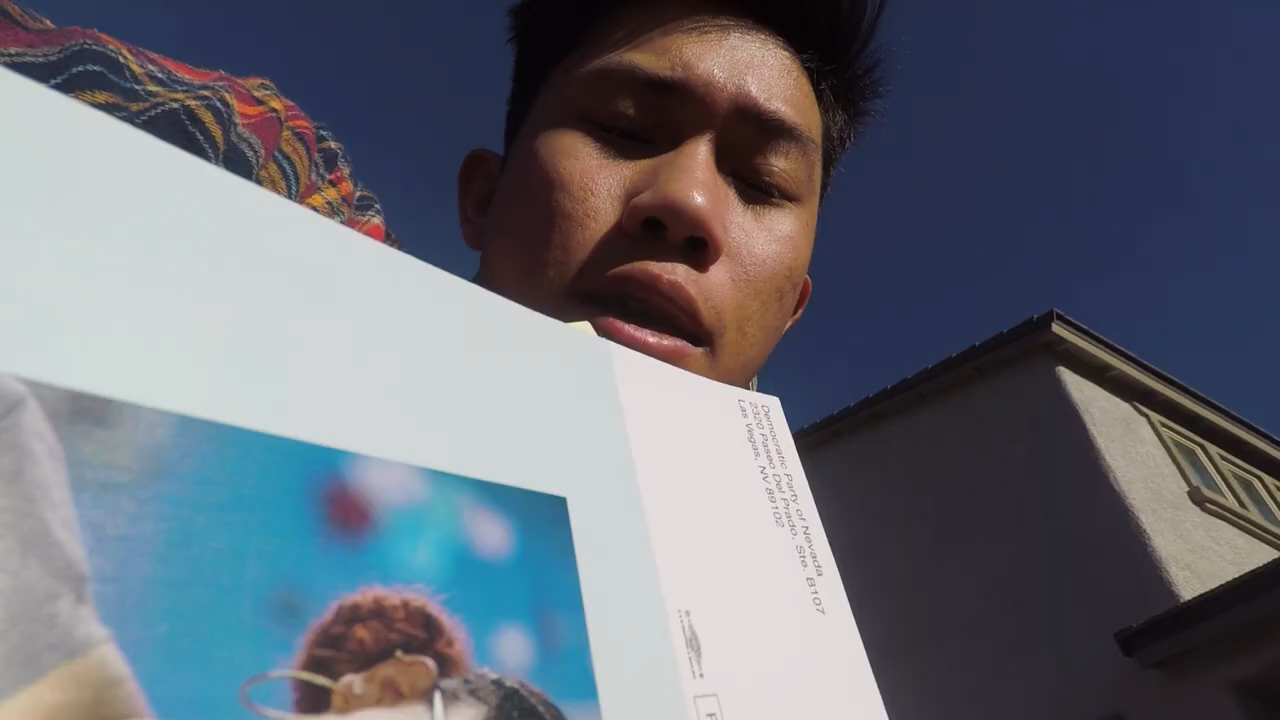 Democratic Party of Nevada
2320 Paseo Del Prado, Ste. B107
Las Vegas, NV 89102